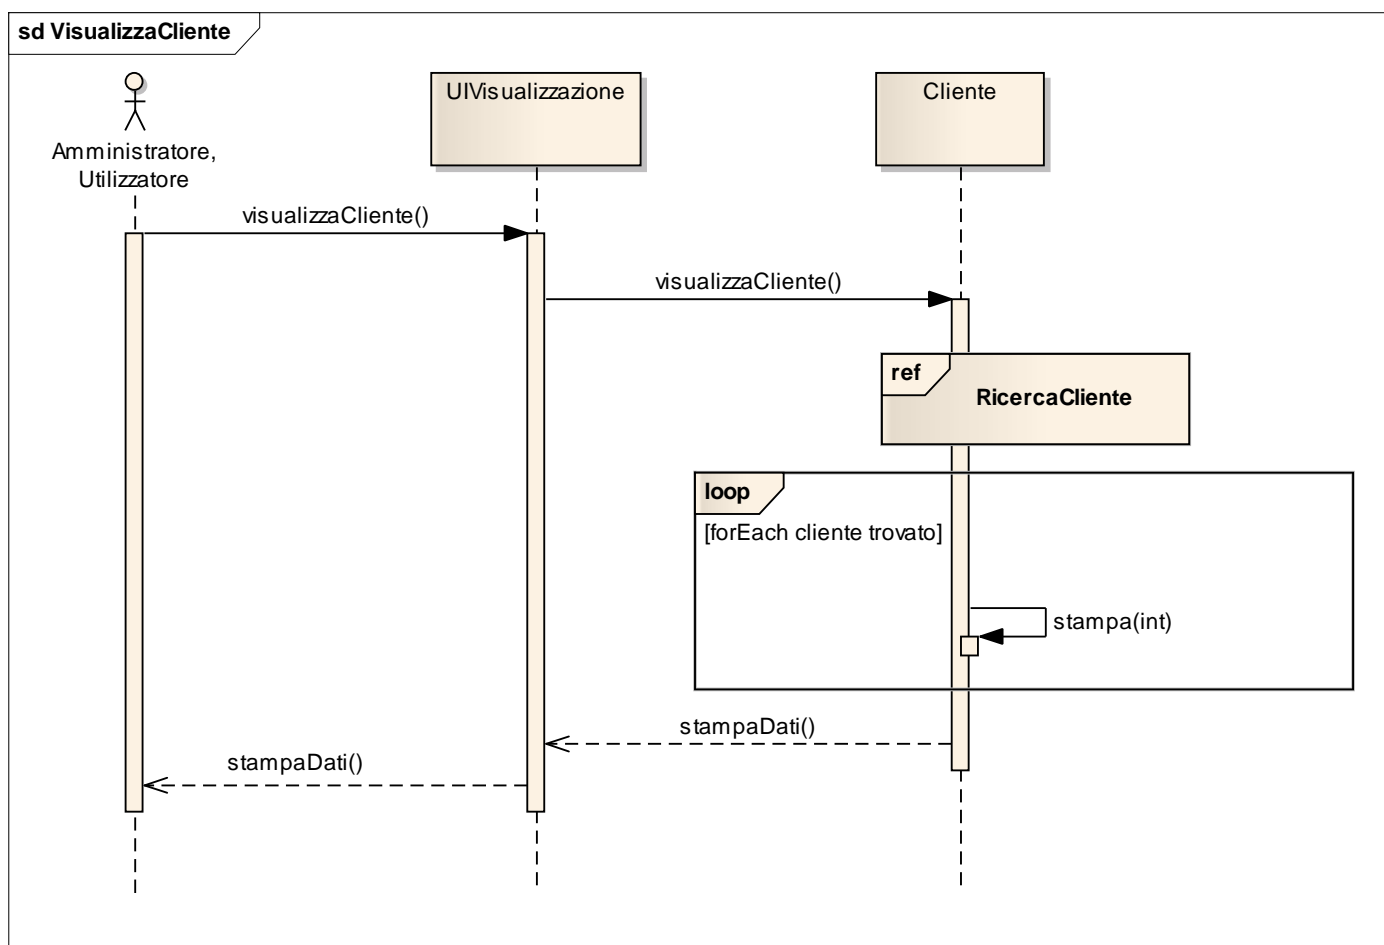 sd VisualizzaCliente
Amministratore,
Utilizzatore
UIVisualizzazione
Cliente
visualizzaCliente()
visualizzaCliente()
ref
RicercaCliente
loop
[forEach cliente trovato]
stampa(int)
stampaDati()
stampaDati()